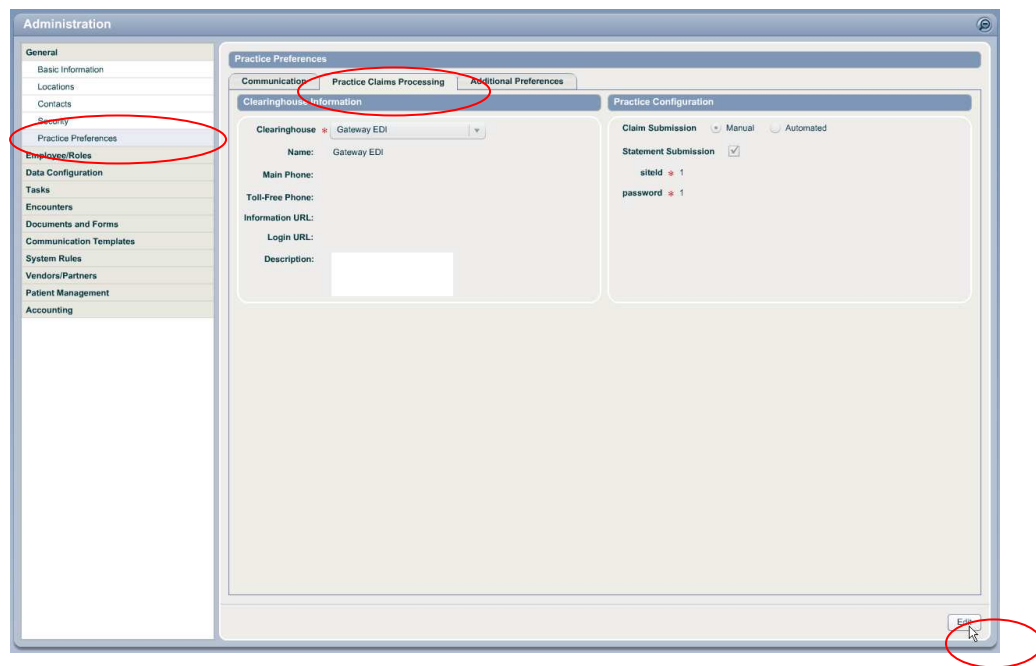 Administration
General
Basic Information
Locations
Contacts
Security
Practice Preferences
Employee/Roles
Data Configuration
Tasks
Encounters
Documents and Forms
Communication Templates
System Rules
Vendors/Partners
Patient Management
Accounting
Practice Preferences
Communication Practice Claims Processing Additional Preferences
Clearinghouse Information
Clearinghouse * Gateway EDI
Name: Gateway EDI
Main Phone:
Toll-Free Phone:
Information URL:
Login URL:
Description:
Practice Configuration
Claim Submission Manual Automated
Statement Submission
siteId * 1
password * 1
Edit